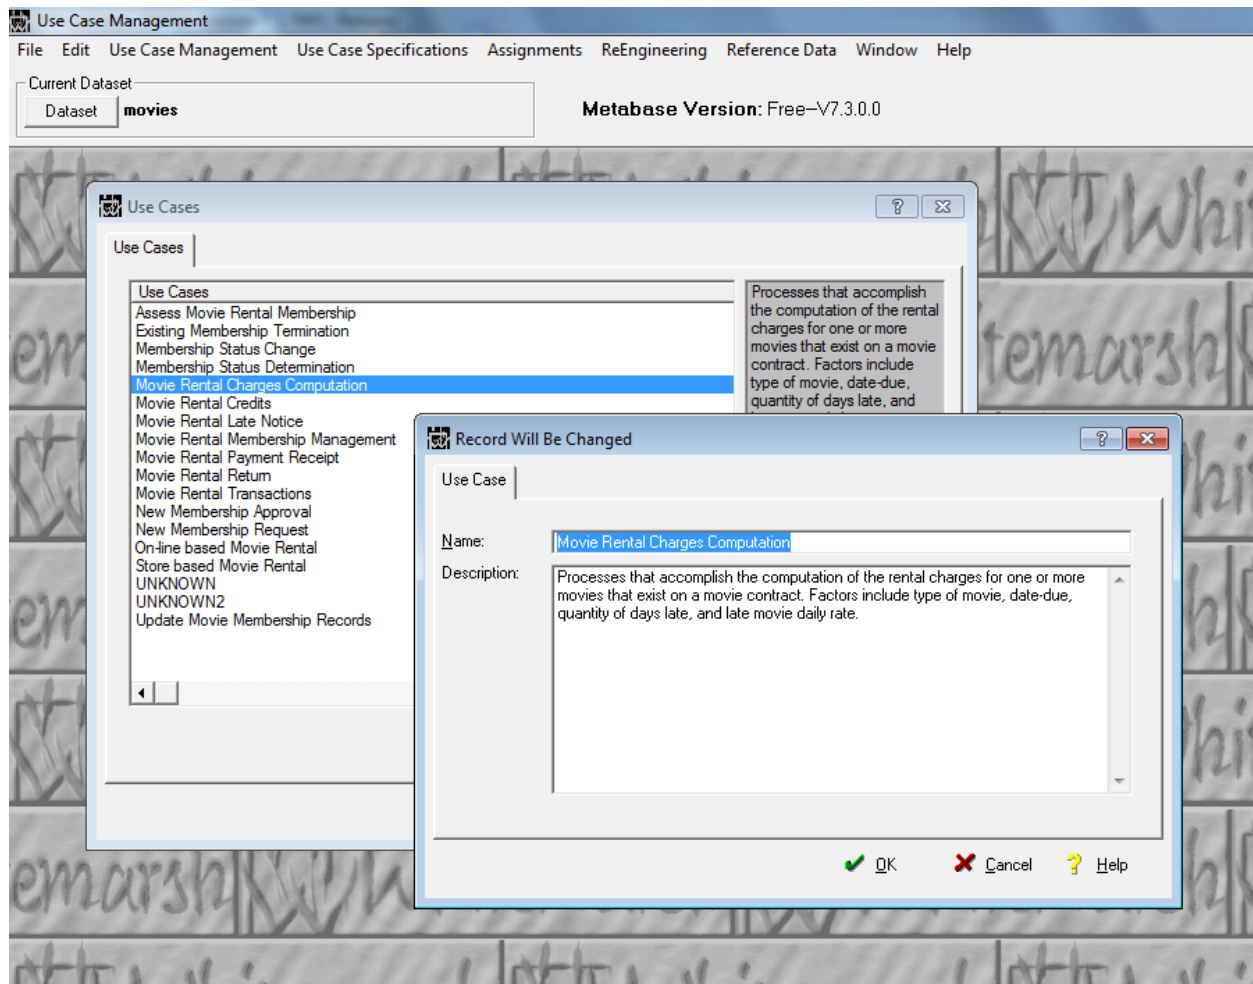 Use Case Management
File Edit Use Case Management Use Case Specifications Assignments ReEngineering Reference Data Window Help
Current Dataset
Dataset movies
Metabase Version: Free--V7.3.0.0
Use Cases
Use Cases
Use Cases
Assess Movie Rental Membership
Existing Membership Termination
Membership Status Change
Membership Status Determination
Movie Rental Charges Computation
Movie Rental Credits
Movie Rental Late Notice
Movie Rental Membership Management
Movie Rental Payment Receipt
Movie Rental Return
Movie Rental Transactions
New Membership Approval
New Membership Request
On-line based Movie Rental
Store based Movie Rental
UNKNOWN
UNKNOWN2
Update Movie Membership Records
Processes that accomplish
the computation of the rental
charges for one or more
movies that exist on a movie
contract. Factors include
type of movie, date-due,
quantity of days late, and
Record Will Be Changed
Use Case
Name: Movie Rental Charges Computation
Description: Processes that accomplish the computation of the rental charges for one or more
movies that exist on a movie contract. Factors include type of movie, date-due,
quantity of days late, and late movie daily rate.
OK Cancel Help